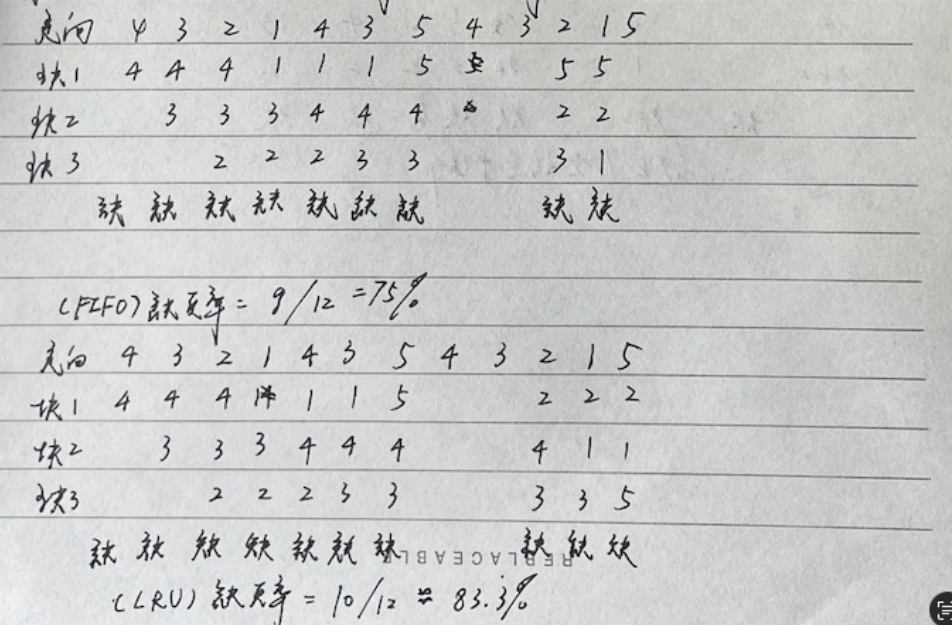 走向 4 3 2 1 4 3 5 4 3 2 1 5
块1 4 4 4 1 1 1 5 5 5
块2 3 3 3 4 4 4 2 2
块3 2 2 2 3 3 3 1
缺 缺 缺 缺 缺 缺 缺 缺 缺
(FIFO) 缺页率 = 9/12 = 75%
走向 4 3 2 1 4 3 5 4 3 2 1 5
块1 4 4 4 1 1 1 5 2 2 2
块2 3 3 3 4 4 4 4 1 1
块3 2 2 2 3 3 3 3 5
缺 缺 缺 缺 缺 缺 缺 缺 缺 缺
REPLACEABLE
(LRU) 缺页率 = 10/12 ≈ 83.3%